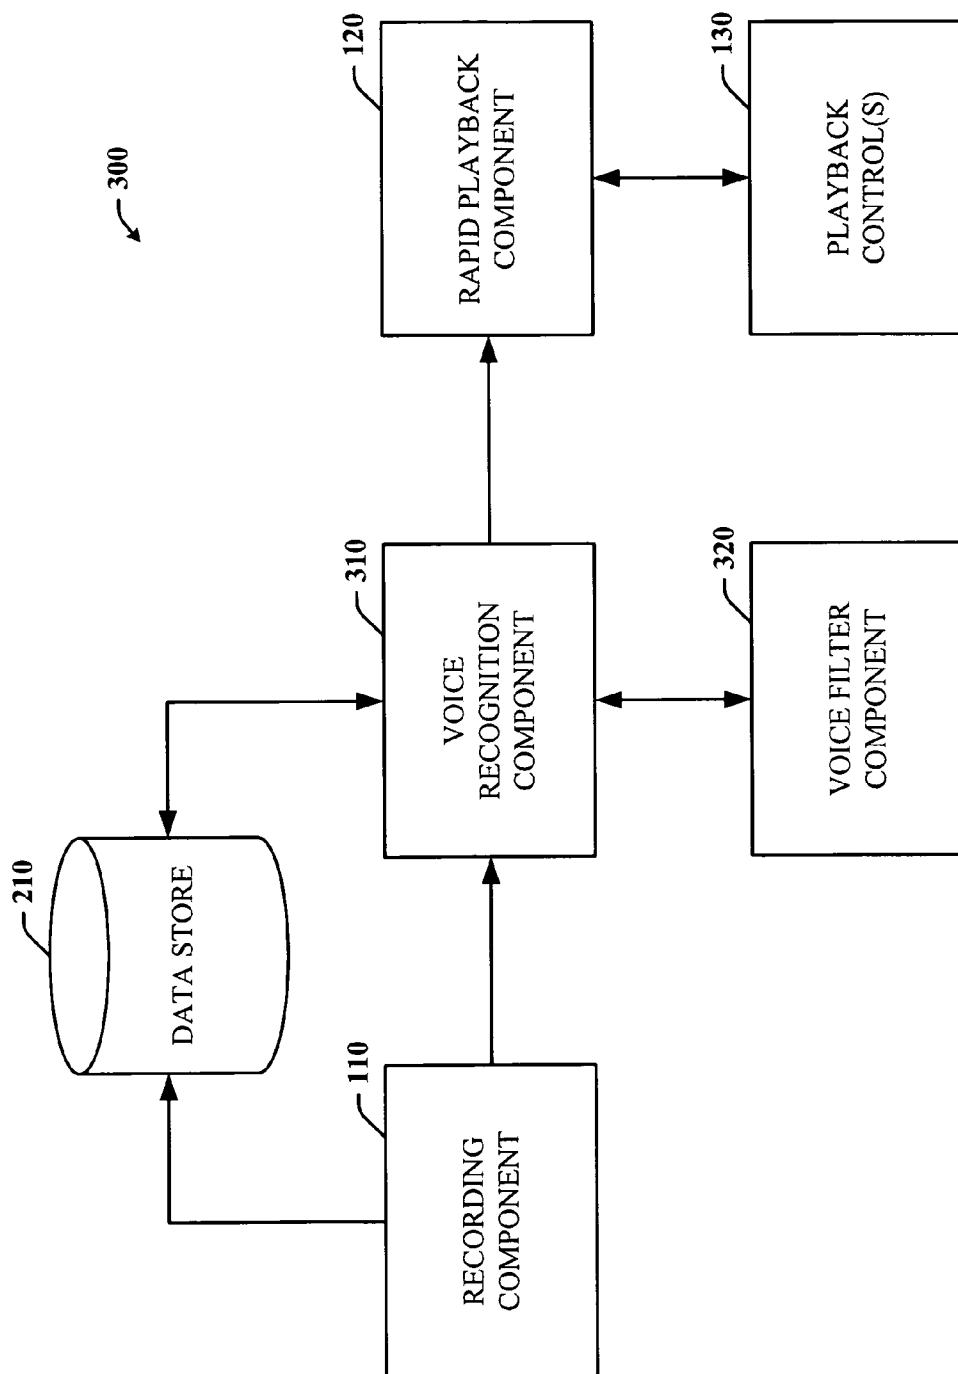 300
210
DATA STORE
110
RECORDING
COMPONENT
310
VOICE
RECOGNITION
COMPONENT
120
RAPID PLAYBACK
COMPONENT
320
VOICE FILTER
COMPONENT
130
PLAYBACK
CONTROL(S)